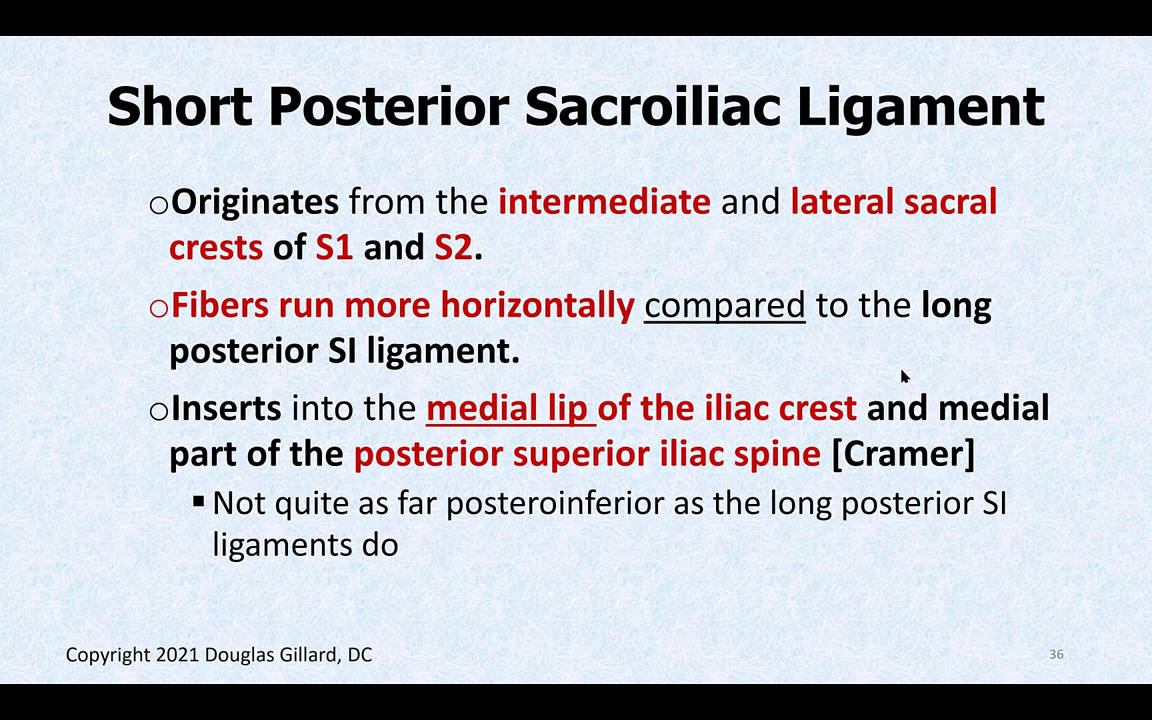 Short Posterior Sacroiliac Ligament
○Originates from the intermediate and lateral sacral
crests of S1 and S2.
○Fibers run more horizontally compared to the long
posterior SI ligament.
○Inserts into the medial lip of the iliac crest and medial
part of the posterior superior iliac spine [Cramer]
▪Not quite as far posteroinferior as the long posterior SI
ligaments do
Copyright 2021 Douglas Gillard, DC
36